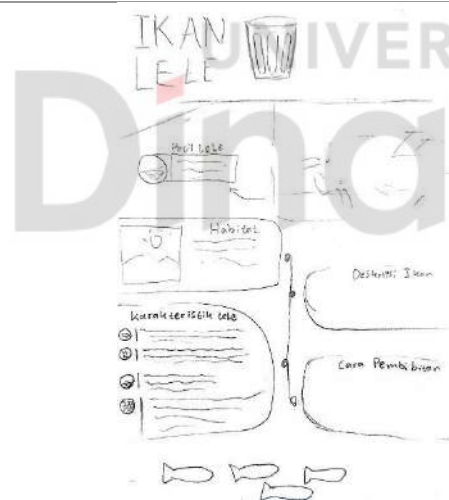 IKAN
LELE
UNIVER
Dina
Profil Lele
Habitat
Deskripsi Ikan
Karakteristik Lele
Cara Pembibitan